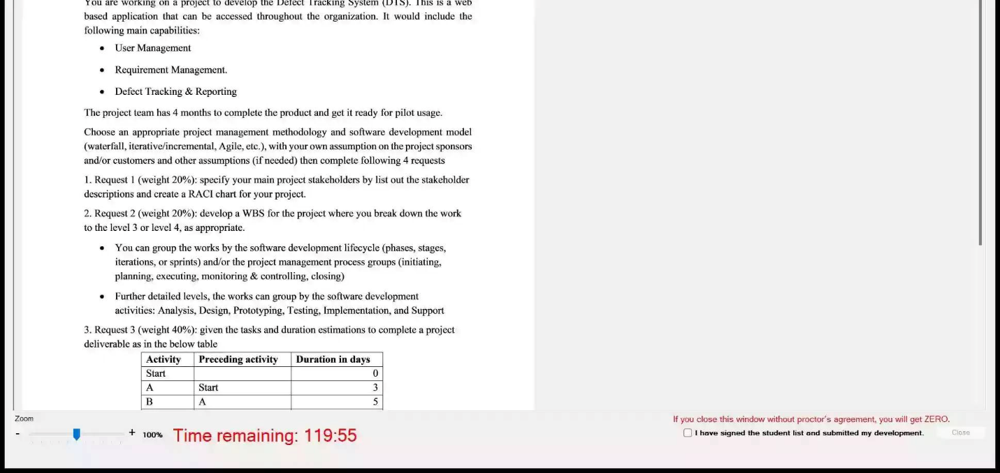 You are working on a project to develop the Defect Tracking System (DTS). This is a web
based application that can be accessed throughout the organization. It would include the
following main capabilities:
• User Management
• Requirement Management.
• Defect Tracking & Reporting
The project team has 4 months to complete the product and get it ready for pilot usage.
Choose an appropriate project management methodology and software development model
(waterfall, iterative/incremental, Agile, etc.), with your own assumption on the project sponsors
and/or customers and other assumptions (if needed) then complete following 4 requests
1. Request 1 (weight 20%): specify your main project stakeholders by list out the stakeholder
descriptions and create a RACI chart for your project.
2. Request 2 (weight 20%): develop a WBS for the project where you break down the work
to the level 3 or level 4, as appropriate.
• You can group the works by the software development lifecycle (phases, stages,
iterations, or sprints) and/or the project management process groups (initiating,
planning, executing, monitoring & controlling, closing)
• Further detailed levels, the works can group by the software development
activities: Analysis, Design, Prototyping, Testing, Implementation, and Support
3. Request 3 (weight 40%): given the tasks and duration estimations to complete a project
deliverable as in the below table
Activity Preceding activity Duration in days
Start 0
A Start 3
B A 5
Zoom
- + 100% Time remaining: 119:55
If you close this window without proctor's agreement, you will get ZERO.
I have signed the student list and submitted my development. Close